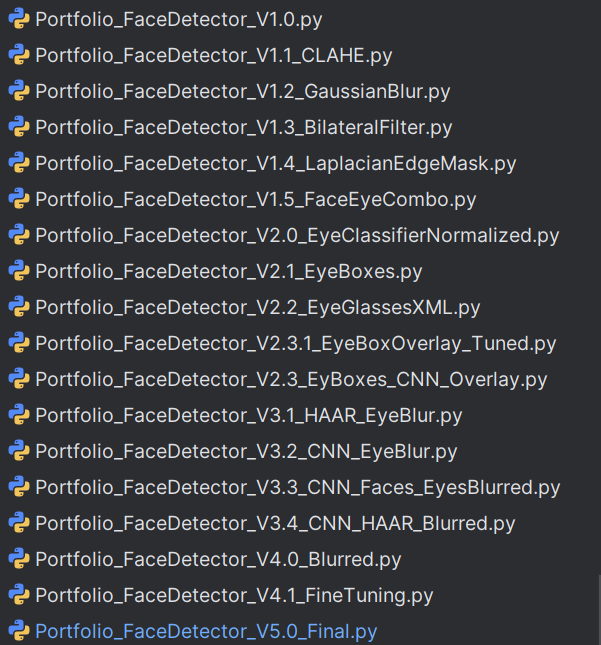 Portfolio_FaceDetector_V1.0.py
Portfolio_FaceDetector_V1.1_CLAHE.py
Portfolio_FaceDetector_V1.2_GaussianBlur.py
Portfolio_FaceDetector_V1.3_BilateralFilter.py
Portfolio_FaceDetector_V1.4_LaplacianEdgeMask.py
Portfolio_FaceDetector_V1.5_FaceEyeCombo.py
Portfolio_FaceDetector_V2.0_EyeClassifierNormalized.py
Portfolio_FaceDetector_V2.1_EyeBoxes.py
Portfolio_FaceDetector_V2.2_EyeGlassesXML.py
Portfolio_FaceDetector_V2.3.1_EyeBoxOverlay_Tuned.py
Portfolio_FaceDetector_V2.3_EyBoxes_CNN_Overlay.py
Portfolio_FaceDetector_V3.1_HAAR_EyeBlur.py
Portfolio_FaceDetector_V3.2_CNN_EyeBlur.py
Portfolio_FaceDetector_V3.3_CNN_Faces_EyesBlurred.py
Portfolio_FaceDetector_V3.4_CNN_HAAR_Blurred.py
Portfolio_FaceDetector_V4.0_Blurred.py
Portfolio_FaceDetector_V4.1_FineTuning.py
Portfolio_FaceDetector_V5.0_Final.py